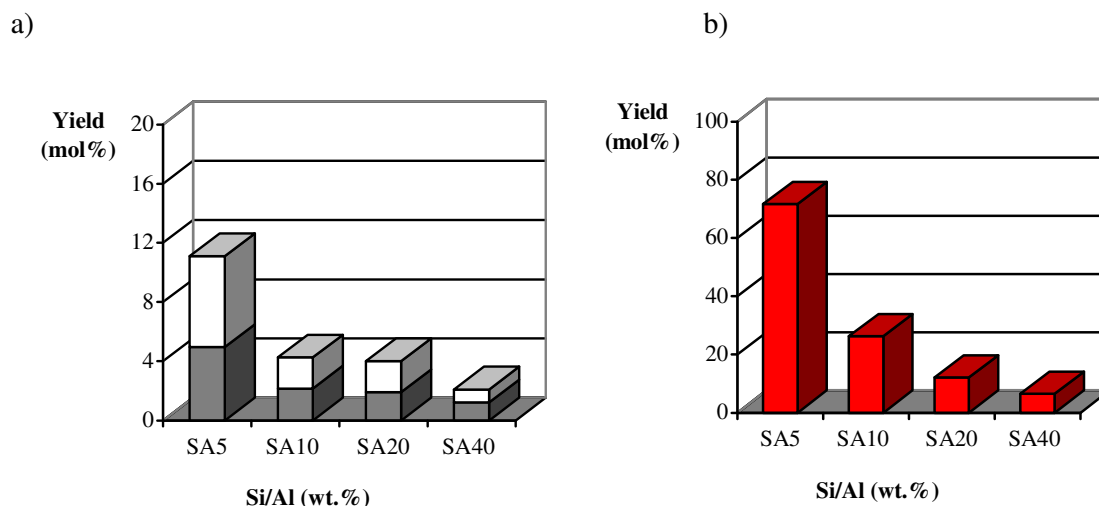 a)
b)
Yield
(mol%)
20
16
12
8
4
0
SA5 SA10 SA20 SA40
Si/Al (wt.%)
Yield
(mol%)
100
80
60
40
20
0
SA5 SA10 SA20 SA40
Si/Al (wt.%)